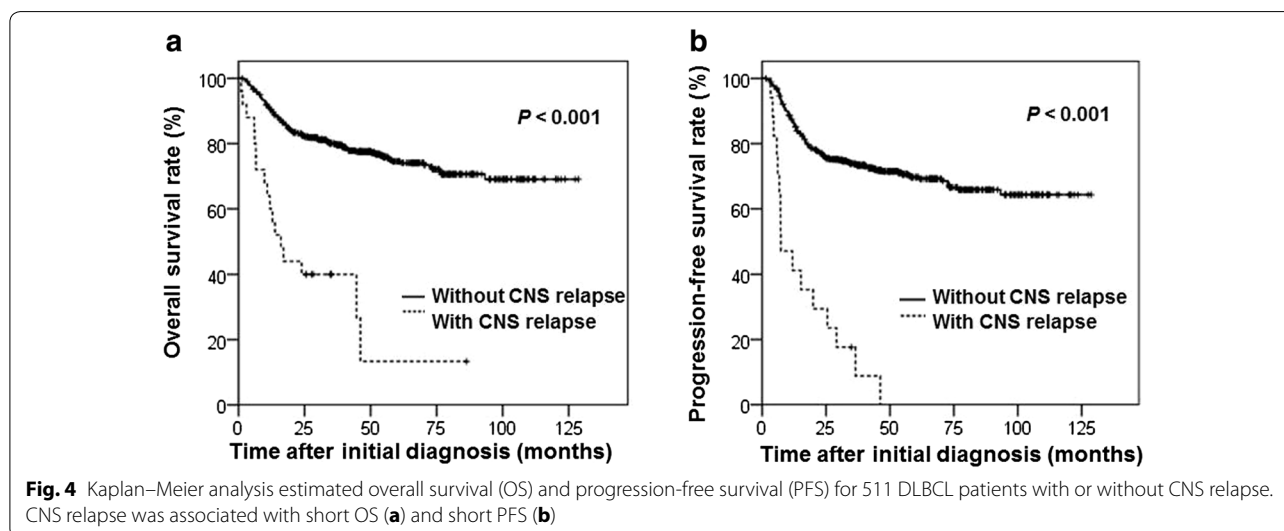 a
Overall survival rate (%)
100
80
60
40
20
0
P < 0.001
Without CNS relapse
With CNS relapse
0 25 50 75 100 125
Time after initial diagnosis (months)
b
Progression-free survival rate (%)
100
80
60
40
20
0
P < 0.001
Without CNS relapse
With CNS relapse
0 25 50 75 100 125
Time after initial diagnosis (months)
Fig. 4 Kaplan–Meier analysis estimated overall survival (OS) and progression-free survival (PFS) for 511 DLBCL patients with or without CNS relapse.
CNS relapse was associated with short OS (a) and short PFS (b)